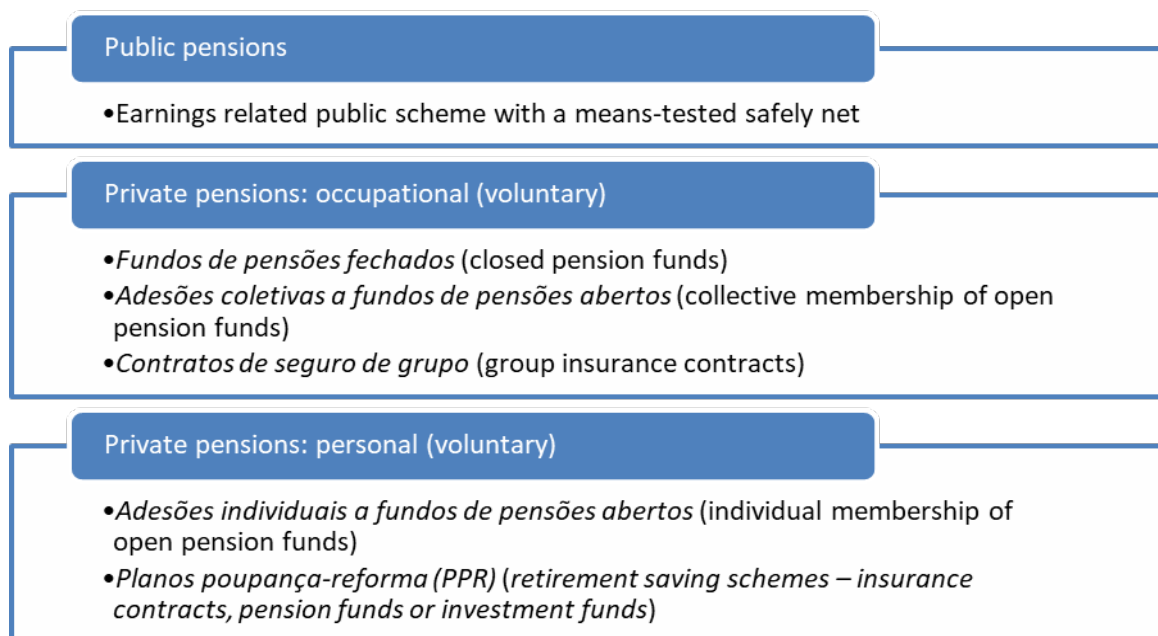 Public pensions
•Earnings related public scheme with a means-tested safely net
Private pensions: occupational (voluntary)
•Fundos de pensões fechados (closed pension funds)
•Adesões coletivas a fundos de pensões abertos (collective membership of open
pension funds)
•Contratos de seguro de grupo (group insurance contracts)
Private pensions: personal (voluntary)
•Adesões individuais a fundos de pensões abertos (individual membership of
open pension funds)
•Planos poupança-reforma (PPR) (retirement saving schemes – insurance
contracts, pension funds or investment funds)